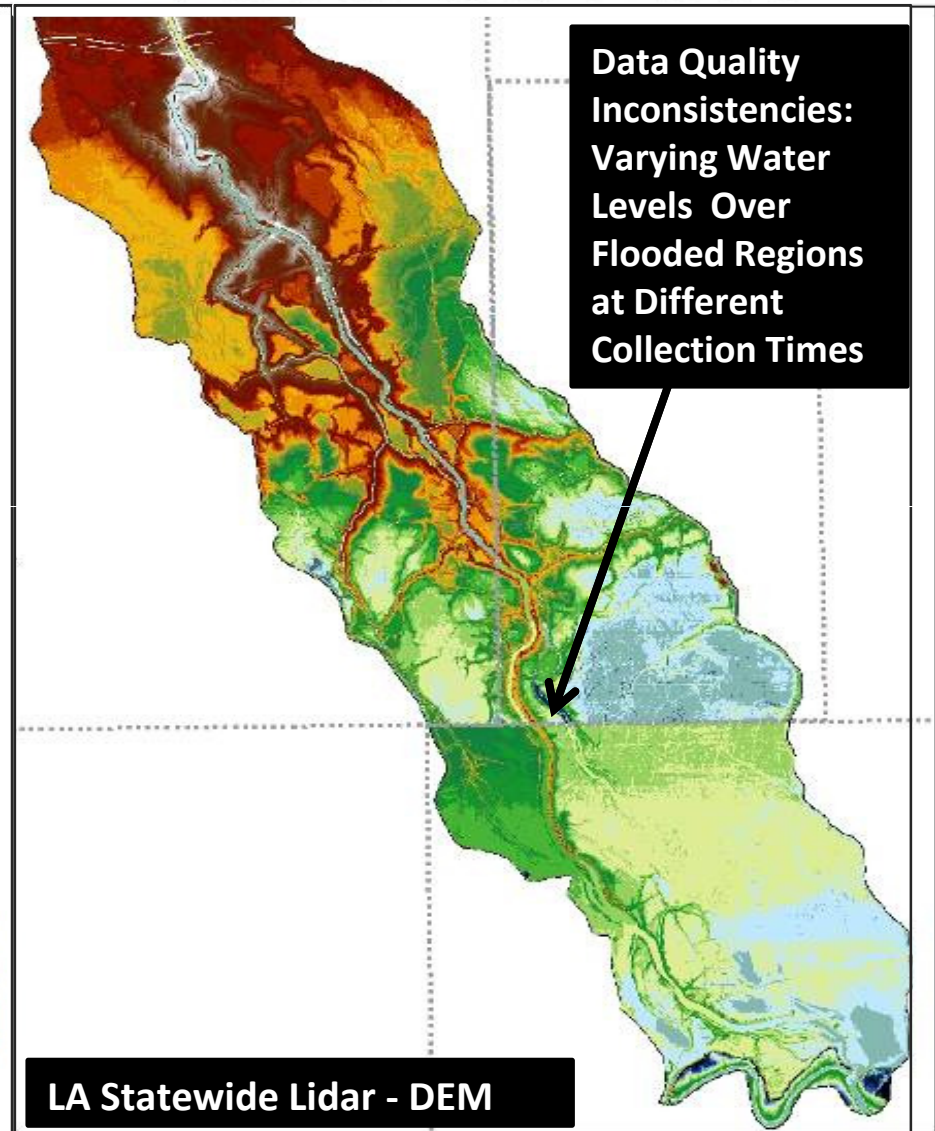 Data Quality
Inconsistencies:
Varying Water
Levels Over
Flooded Regions
at Different
Collection Times
LA Statewide Lidar - DEM